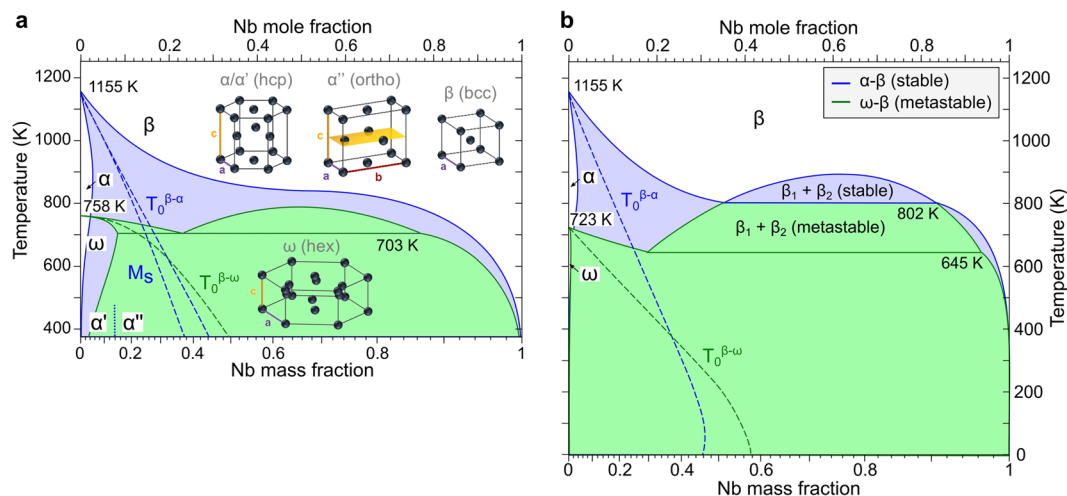 a
Nb mole fraction
0 0.2 0.4 0.6 0.8 1
1200
1000
800
600
400
Temperature (K)
1155 K
β
α/α’ (hcp)
c
a
α’’ (ortho)
c
a
b
β (bcc)
a
α
T0β-α
758 K
ω
703 K
ω (hex)
c
a
Ms
T0β-ω
α’
α’’
0 0.2 0.4 0.6 0.8 1
Nb mass fraction
b
Nb mole fraction
0 0.2 0.4 0.6 0.8 1
1155 K
β
α-β (stable)
ω-β (metastable)
α
T0β-α
β1 + β2 (stable)
802 K
723 K
β1 + β2 (metastable)
645 K
ω
T0β-ω
1200
1000
800
600
400
200
0
Temperature (K)
0 0.2 0.4 0.6 0.8 1
Nb mass fraction